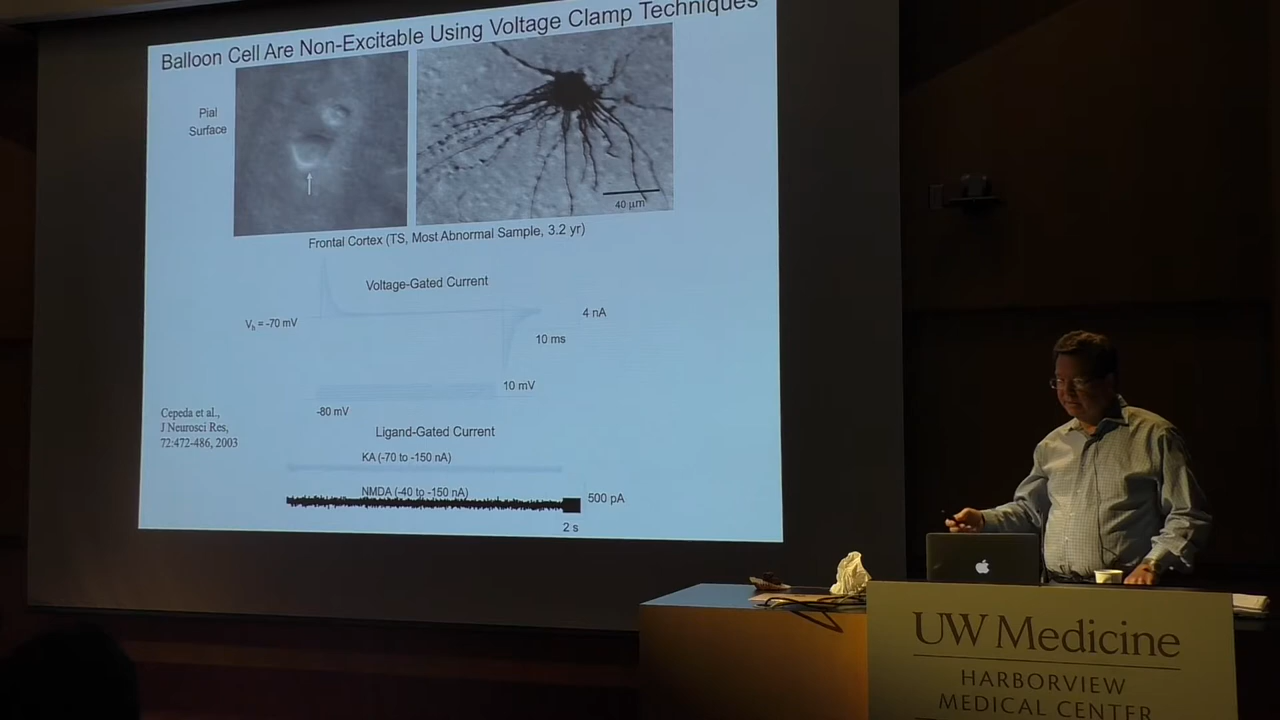 Balloon Cell Are Non-Excitable Using Voltage Clamp Techniques
Pial
Surface
40 μm
Frontal Cortex (TS, Most Abnormal Sample, 3.2 yr)
Voltage-Gated Current
Vh = -70 mV
4 nA
10 ms
10 mV
-80 mV
Cepeda et al.,
J Neurosci Res,
72:472-486, 2003
Ligand-Gated Current
KA (-70 to -150 nA)
NMDA (-40 to -150 nA)
500 pA
2 s
UW Medicine
HARBORVIEW
MEDICAL CENTER